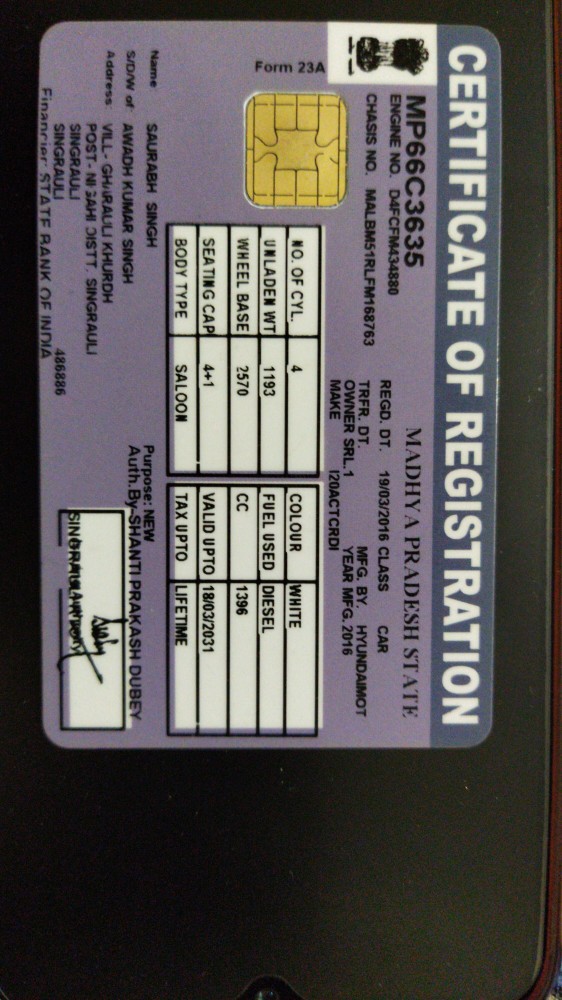 CERTIFICATE OF REGISTRATION
MADHYA PRADESH STATE
Form 23A
MP66C3635
ENGINE NO. D4FCFM434880
CHASIS NO. MALBM51RLFM168763
REGD. DT. 19/03/2016 CLASS CAR
TRFR. DT. MFG. BY. HYUNDAIMOT
OWNER SRL.1 YEAR MFG.2016
MAKE I20ACTCRDI
NO. OF CYL. 4 COLOUR WHITE
UNLADEN WT 1193 FUEL USED DIESEL
WHEEL BASE 2570 CC 1396
SEATING CAP 4+1 VALID UPTO 18/03/2031
BODY TYPE SALOON TAX UPTO LIFETIME
Name SAURABH SINGH
S/D/W of AWADH KUMAR SINGH
Address VILL- GHARAULI KHURDH
POST- NIGAHI DISTT. SINGRAULI
SINGRAULI
SINGRAULI 486886
Financier STATE BANK OF INDIA
Purpose: NEW
Auth.By-SHANTI PRAKASH DUBEY